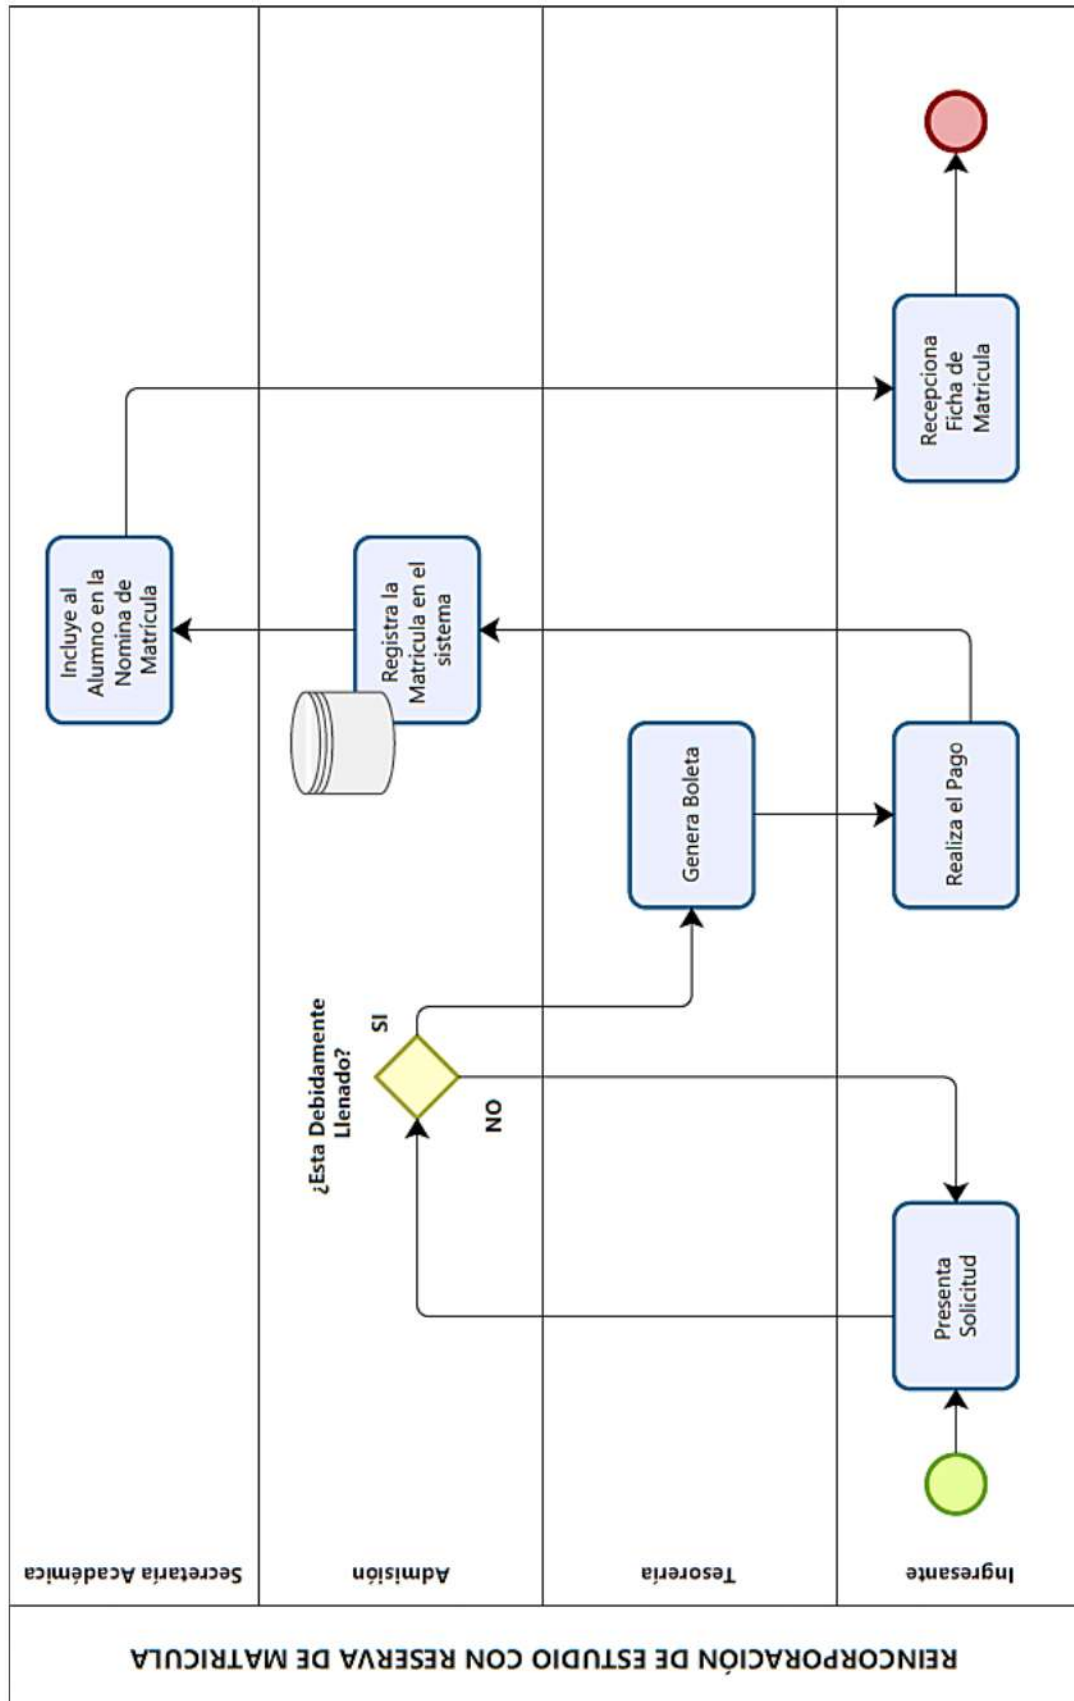 REINCORPORACIÓN DE ESTUDIO CON RESERVA DE MATRICULA
Secretaría Académica
Admisión
Tesorería
Ingresante
Incluye al
Alumno en la
Nomina de
Matrícula
Registra la
Matricula en el
sistema
¿Esta Debidamente
Llenado?
SI
NO
Genera Boleta
Presenta
Solicitud
Realiza el Pago
Recepciona
Ficha de
Matricula